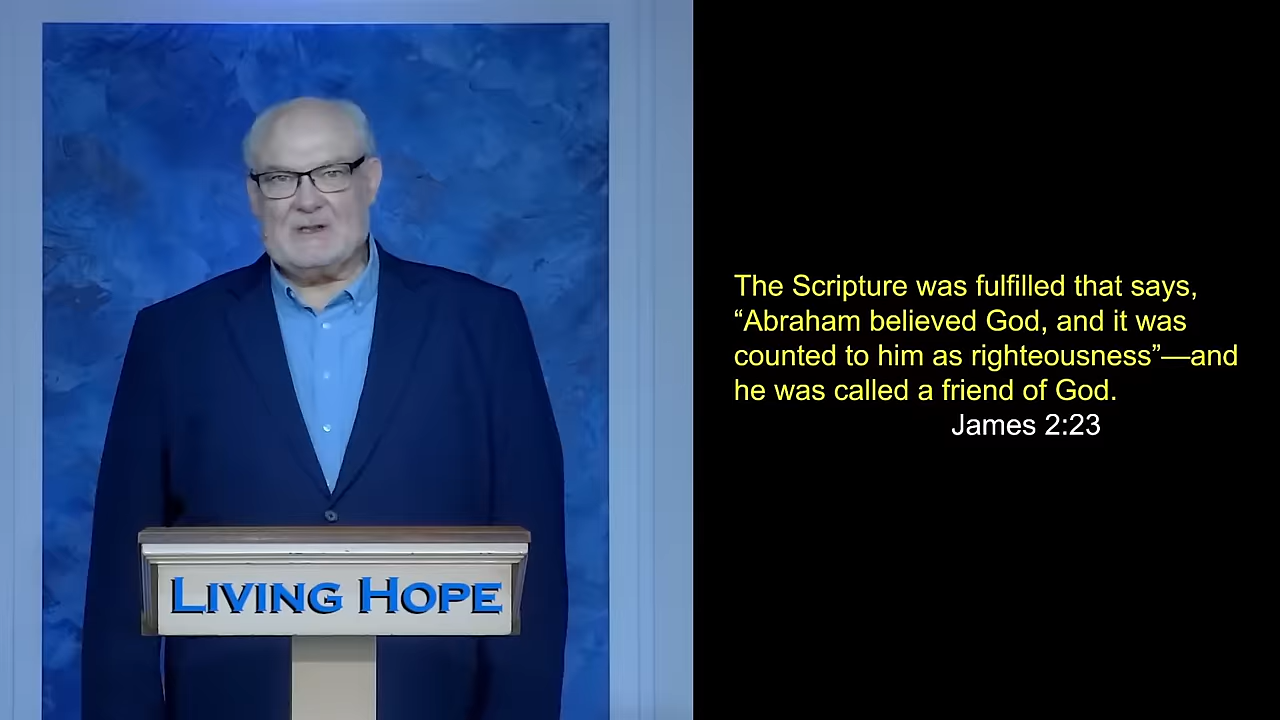 LIVING HOPE
The Scripture was fulfilled that says,
“Abraham believed God, and it was
counted to him as righteousness”—and
he was called a friend of God.
James 2:23